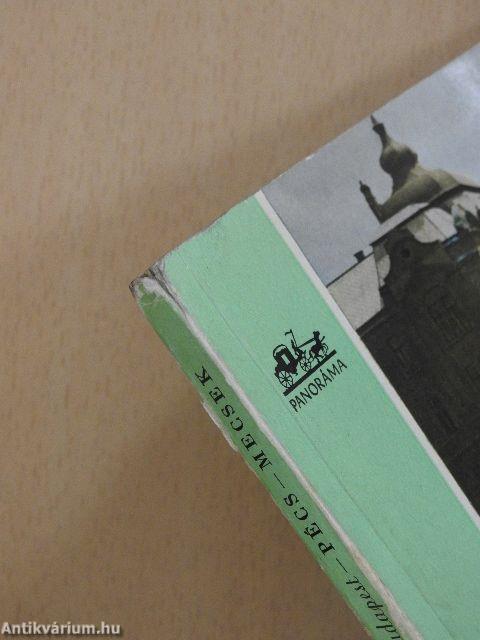 PANORÁMA
PÉCS — MECSEK
Antikvárium.hu